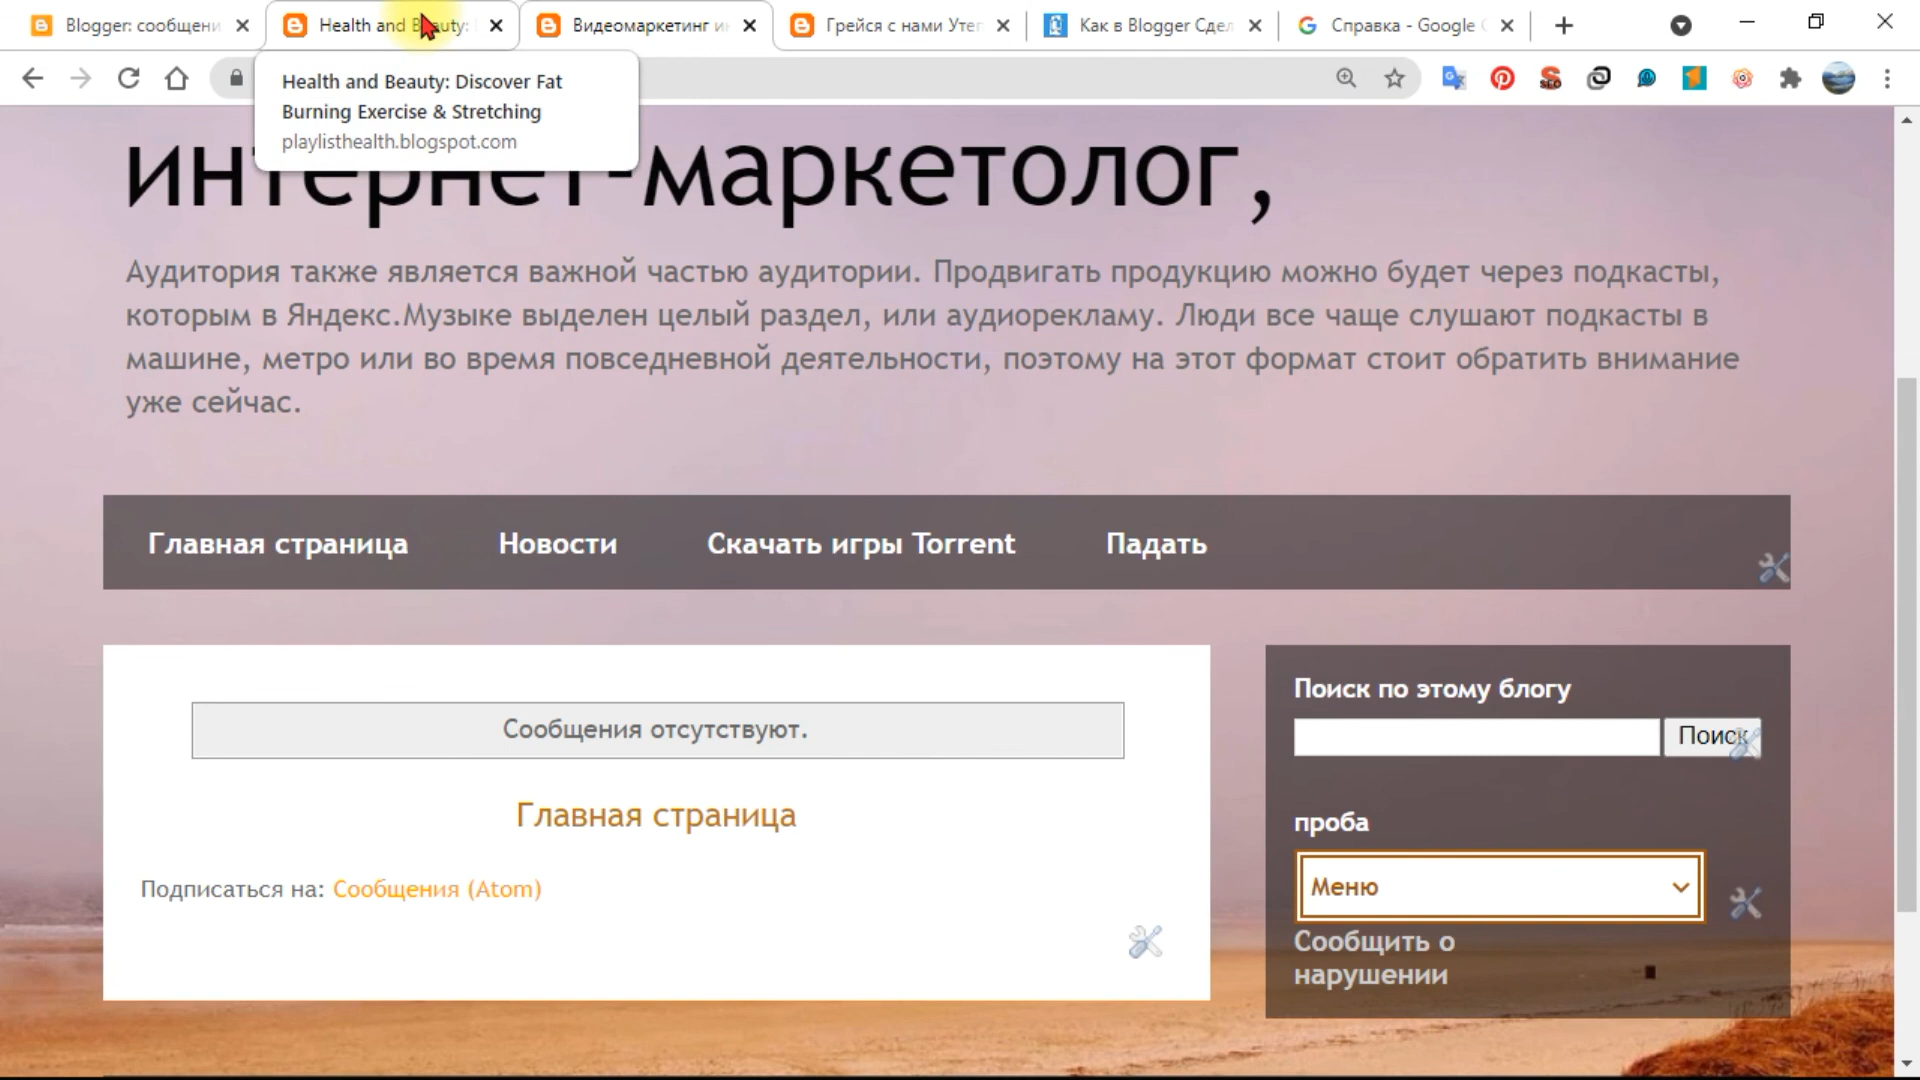 Blogger: сообщени
Health and Beauty:
Видеомаркетинг и
Грейся с нами Уте
Как в Blogger Сдел
Справка - Google
Health and Beauty: Discover Fat
Burning Exercise & Stretching
playlisthealth.blogspot.com
SEO
интернет-маркетолог,
Аудитория также является важной частью аудитории. Продвигать продукцию можно будет через подкасты,
которым в Яндекс.Музыке выделен целый раздел, или аудиорекламу. Люди все чаще слушают подкасты в
машине, метро или во время повседневной деятельности, поэтому на этот формат стоит обратить внимание
уже сейчас.
Главная страница
Новости
Скачать игры Torrent
Падать
Сообщения отсутствуют.
Главная страница
Подписаться на: Сообщения (Atom)
Поиск по этому блогу
Поиск
проба
Меню
Сообщить о
нарушении